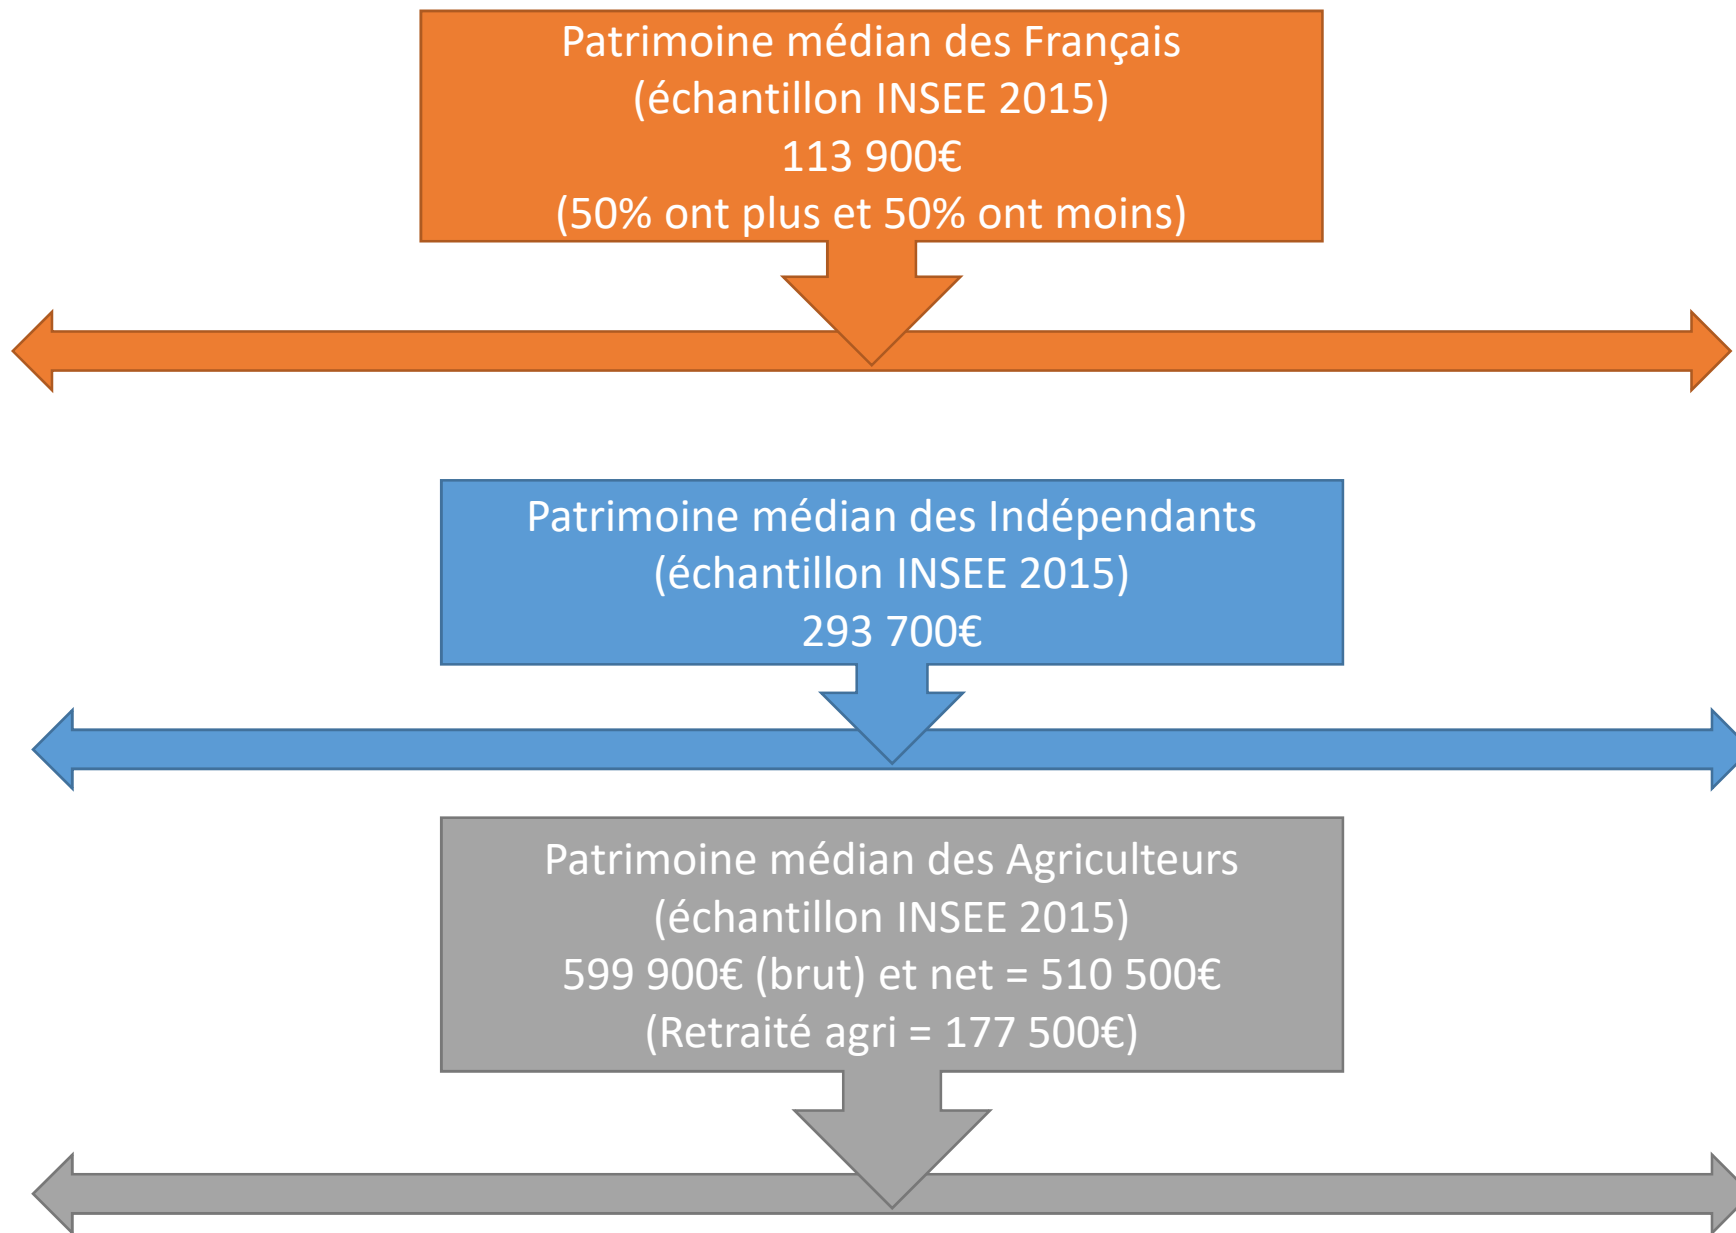 Patrimoine médian des Français
(échantillon INSEE 2015)
113 900€
(50% ont plus et 50% ont moins)
Patrimoine médian des Indépendants
(échantillon INSEE 2015)
293 700€
Patrimoine médian des Agriculteurs
(échantillon INSEE 2015)
599 900€ (brut) et net = 510 500€
(Retraité agri = 177 500€)